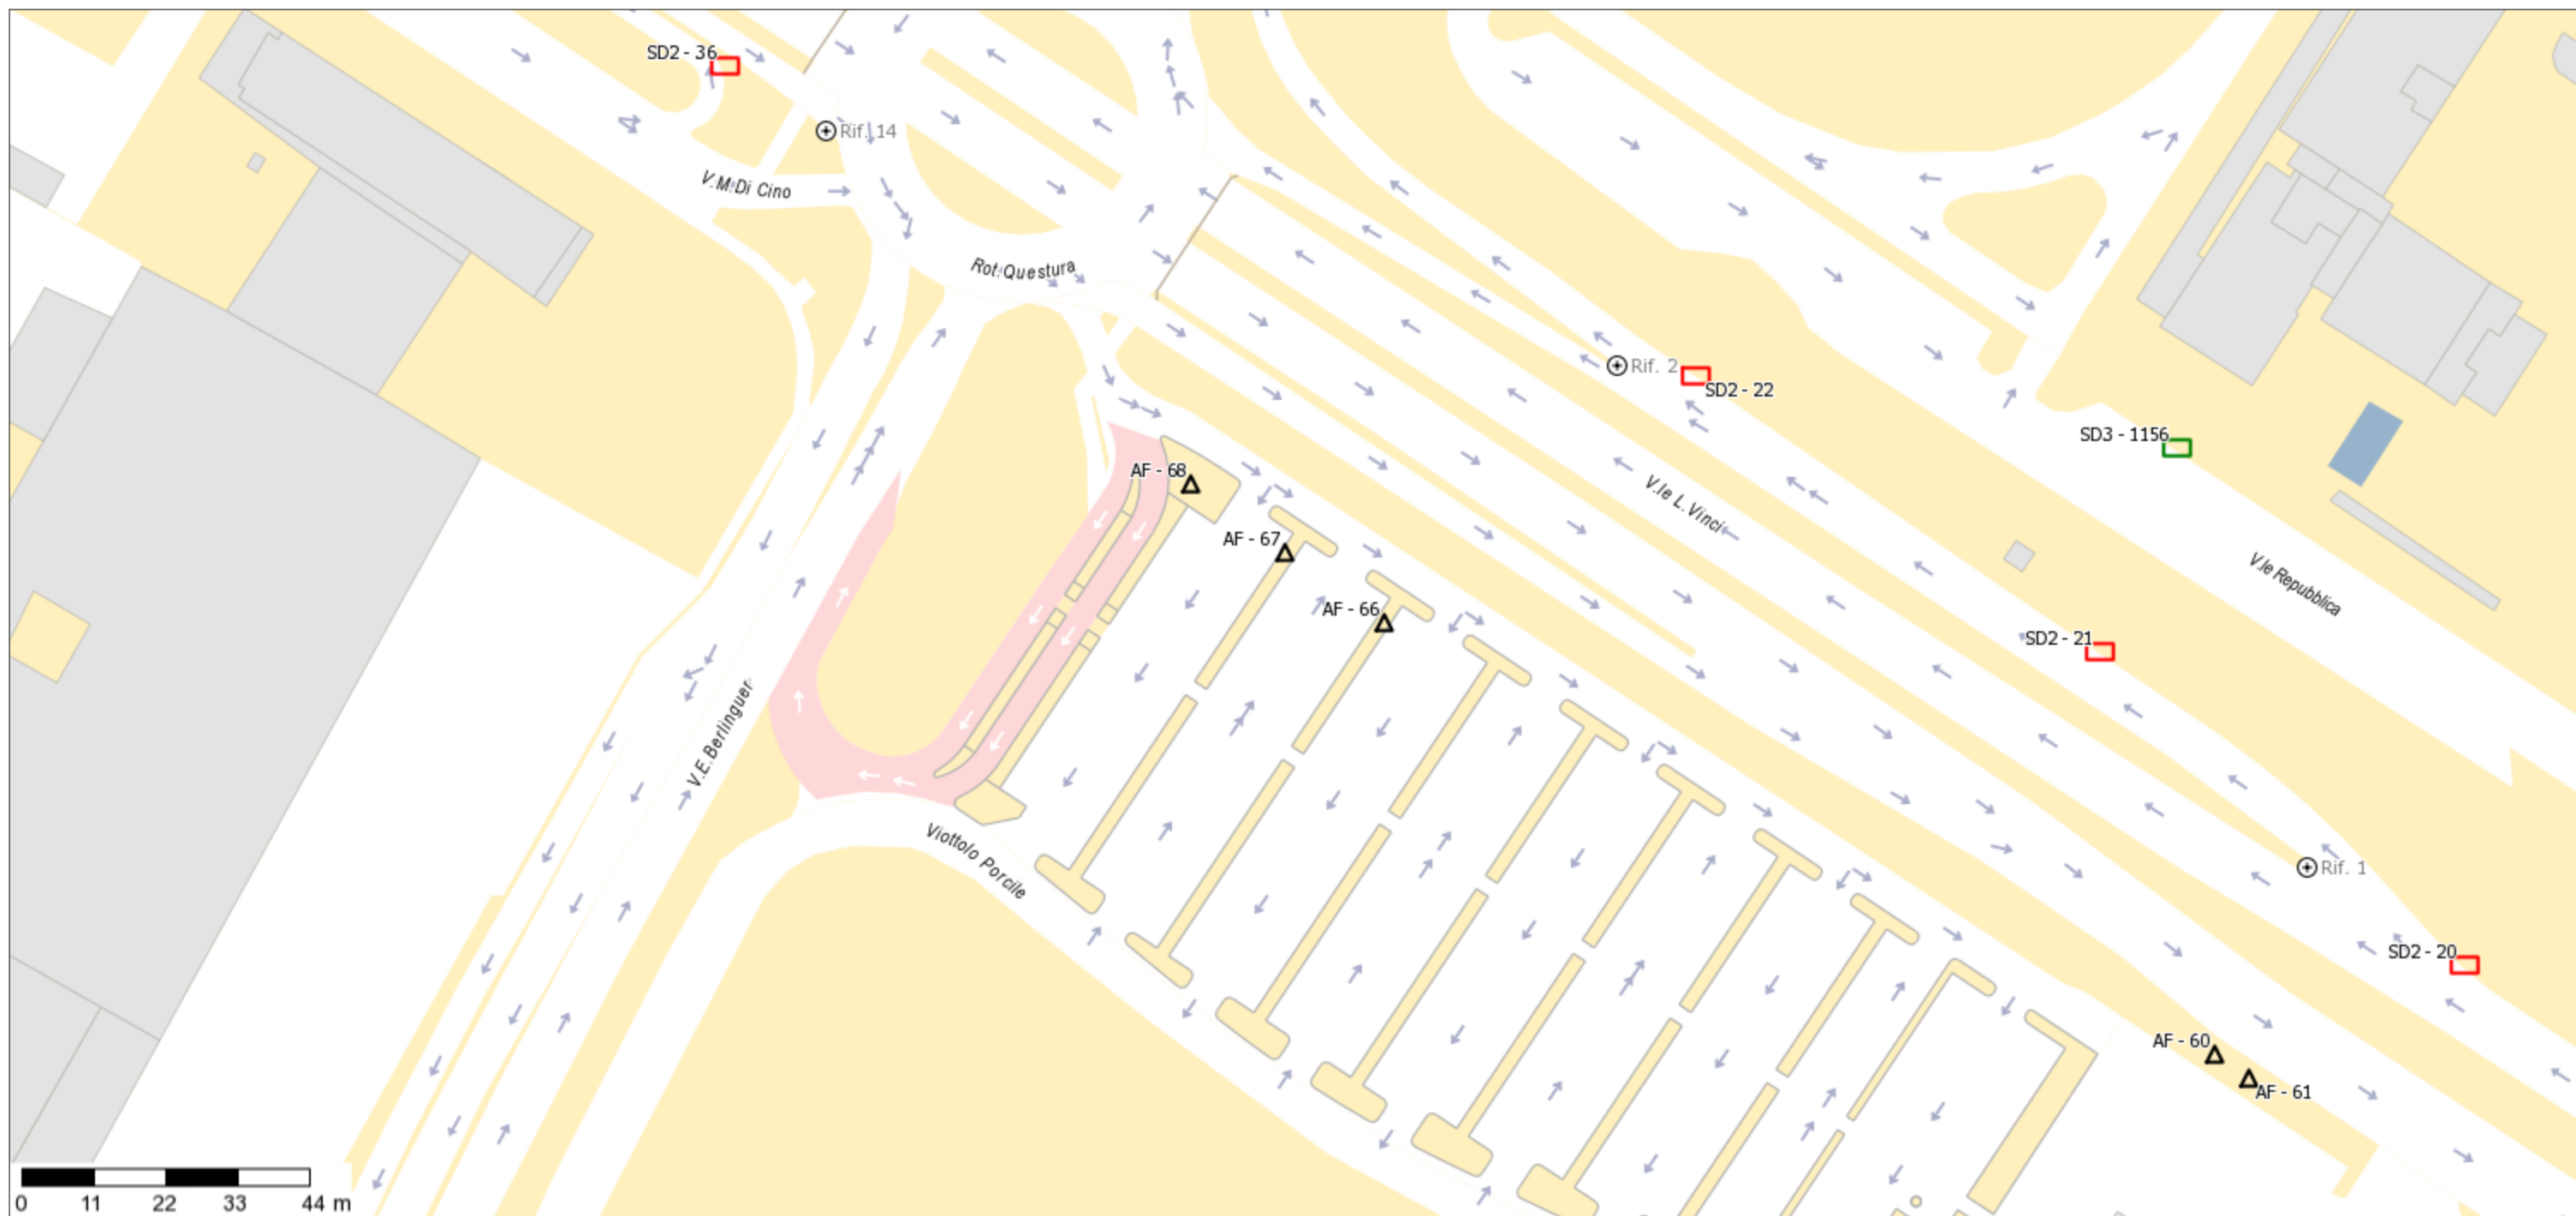 SD2 - 36
Rif. 14
V.M.Di Cino
Rot. Questura
Rif. 2
SD2 - 22
SD3 - 1156
AF - 68
V.le L. Vinci
AF - 67
V.le Repubblica
AF - 66
SD2 - 21
V.E.Berlinguer
Viottolo Porcile
Rif. 1
SD2 - 20
AF - 60
AF - 61
0 11 22 33 44 m